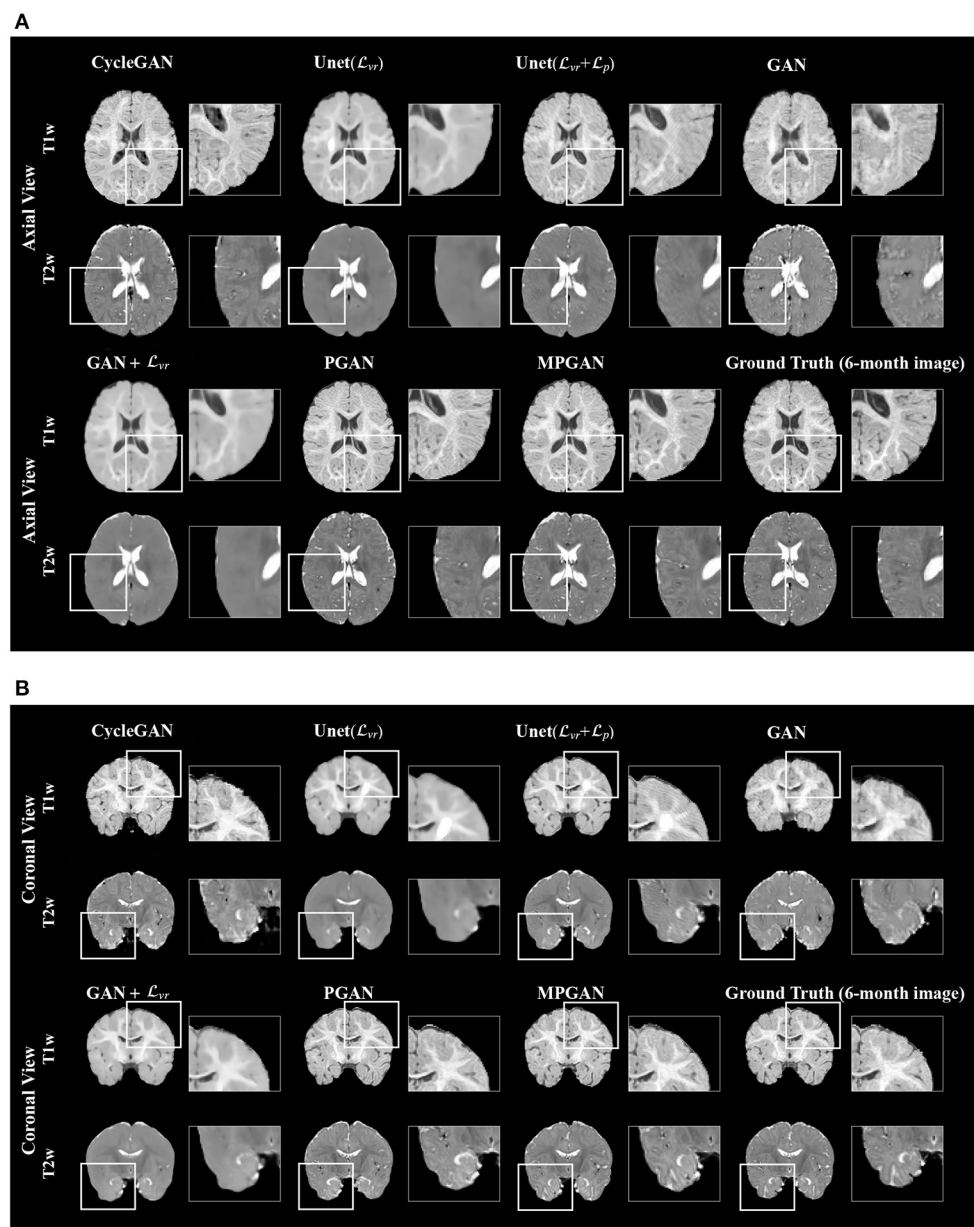 A
CycleGAN Unet(ℒvr) Unet(ℒvr+ℒp) GAN
Axial View
T1w
T2w
GAN + ℒvr PGAN MPGAN Ground Truth (6-month image)
Axial View
T1w
T2w
B
CycleGAN Unet(ℒvr) Unet(ℒvr+ℒp) GAN
Coronal View
T1w
T2w
GAN + ℒvr PGAN MPGAN Ground Truth (6-month image)
Coronal View
T1w
T2w